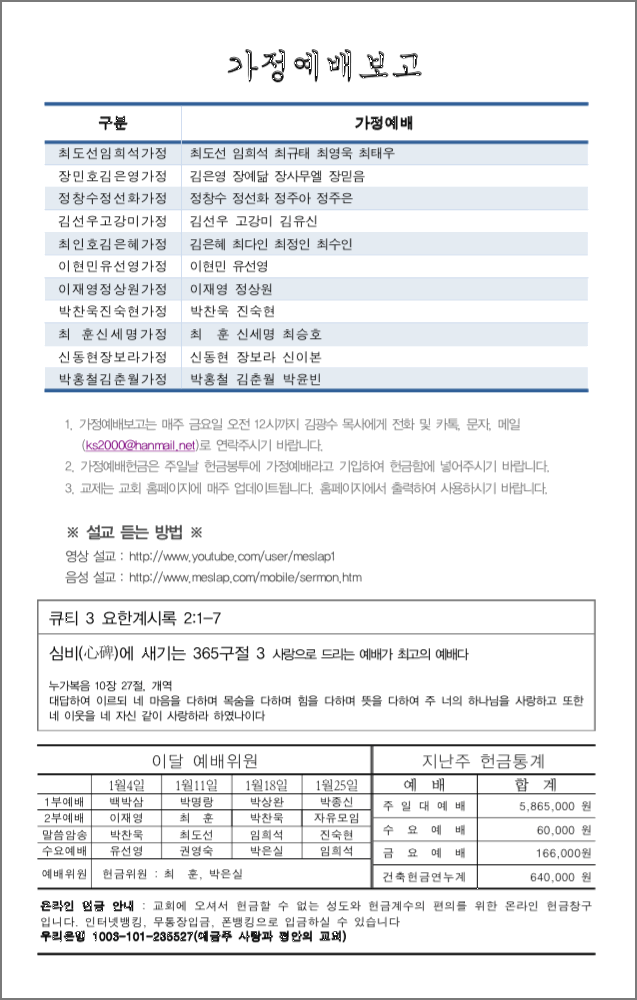 가정예배보고
구분 가정예배
최도선임희석가정 최도선 임희석 최규태 최영욱 최태우
장민호김은영가정 김은영 장예닮 장사무엘 장믿음
정창수정선화가정 정창수 정선화 정주아 정주은
김선우고강미가정 김선우 고강미 김유신
최인호김은혜가정 김은혜 최다인 최정인 최수인
이현민유선영가정 이현민 유선영
이재영정상원가정 이재영 정상원
박찬욱진숙현가정 박찬욱 진숙현
최 훈신세명가정 최 훈 신세명 최승호
신동현장보라가정 신동현 장보라 신이본
박홍철김춘월가정 박홍철 김춘월 박윤빈
1. 가정예배보고는 매주 금요일 오전 12시까지 김광수 목사에게 전화 및 카톡, 문자, 메일
(ks2000@hanmail.net)로 연락주시기 바랍니다.
2. 가정예배헌금은 주일날 헌금봉투에 가정예배라고 기입하여 헌금함에 넣어주시기 바랍니다.
3. 교제는 교회 홈페이지에 매주 업데이트됩니다. 홈페이지에서 출력하여 사용하시기 바랍니다.
※ 설교 듣는 방법 ※
영상 설교 : http://www.youtube.com/user/meslap1
음성 설교 : http://www.meslap.com/mobile/sermon.htm
큐티 3 요한계시록 2:1-7
심비(心碑)에 새기는 365구절 3 사랑으로 드리는 예배가 최고의 예배다
누가복음 10장 27절, 개역
대답하여 이르되 네 마음을 다하며 목숨을 다하며 힘을 다하며 뜻을 다하여 주 너의 하나님을 사랑하고 또한
네 이웃을 네 자신 같이 사랑하라 하였나이다
이달 예배위원
1월4일 1월11일 1월18일 1월25일
1부예배 백박삼 박명랑 박상완 박종신
2부예배 이재영 최 훈 박찬욱 자유모임
말씀암송 박찬욱 최도선 임희석 진숙현
수요예배 유선영 권영숙 박은실 임희석
예배위원 헌금위원 : 최 훈, 박은실
지난주 헌금통계
예 배 합 계
주 일 대 예 배 5,865,000 원
수 요 예 배 60,000 원
금 요 예 배 166,000원
건축헌금연누계 640,000 원
온라인 입금 안내 : 교회에 오셔서 헌금할 수 없는 성도와 헌금계수의 편의를 위한 온라인 헌금창구
입니다. 인터넷뱅킹, 무통장입금, 폰뱅킹으로 입금하실 수 있습니다
우리은행 1003-101-236527(예금주 사랑과 평안의 교회)